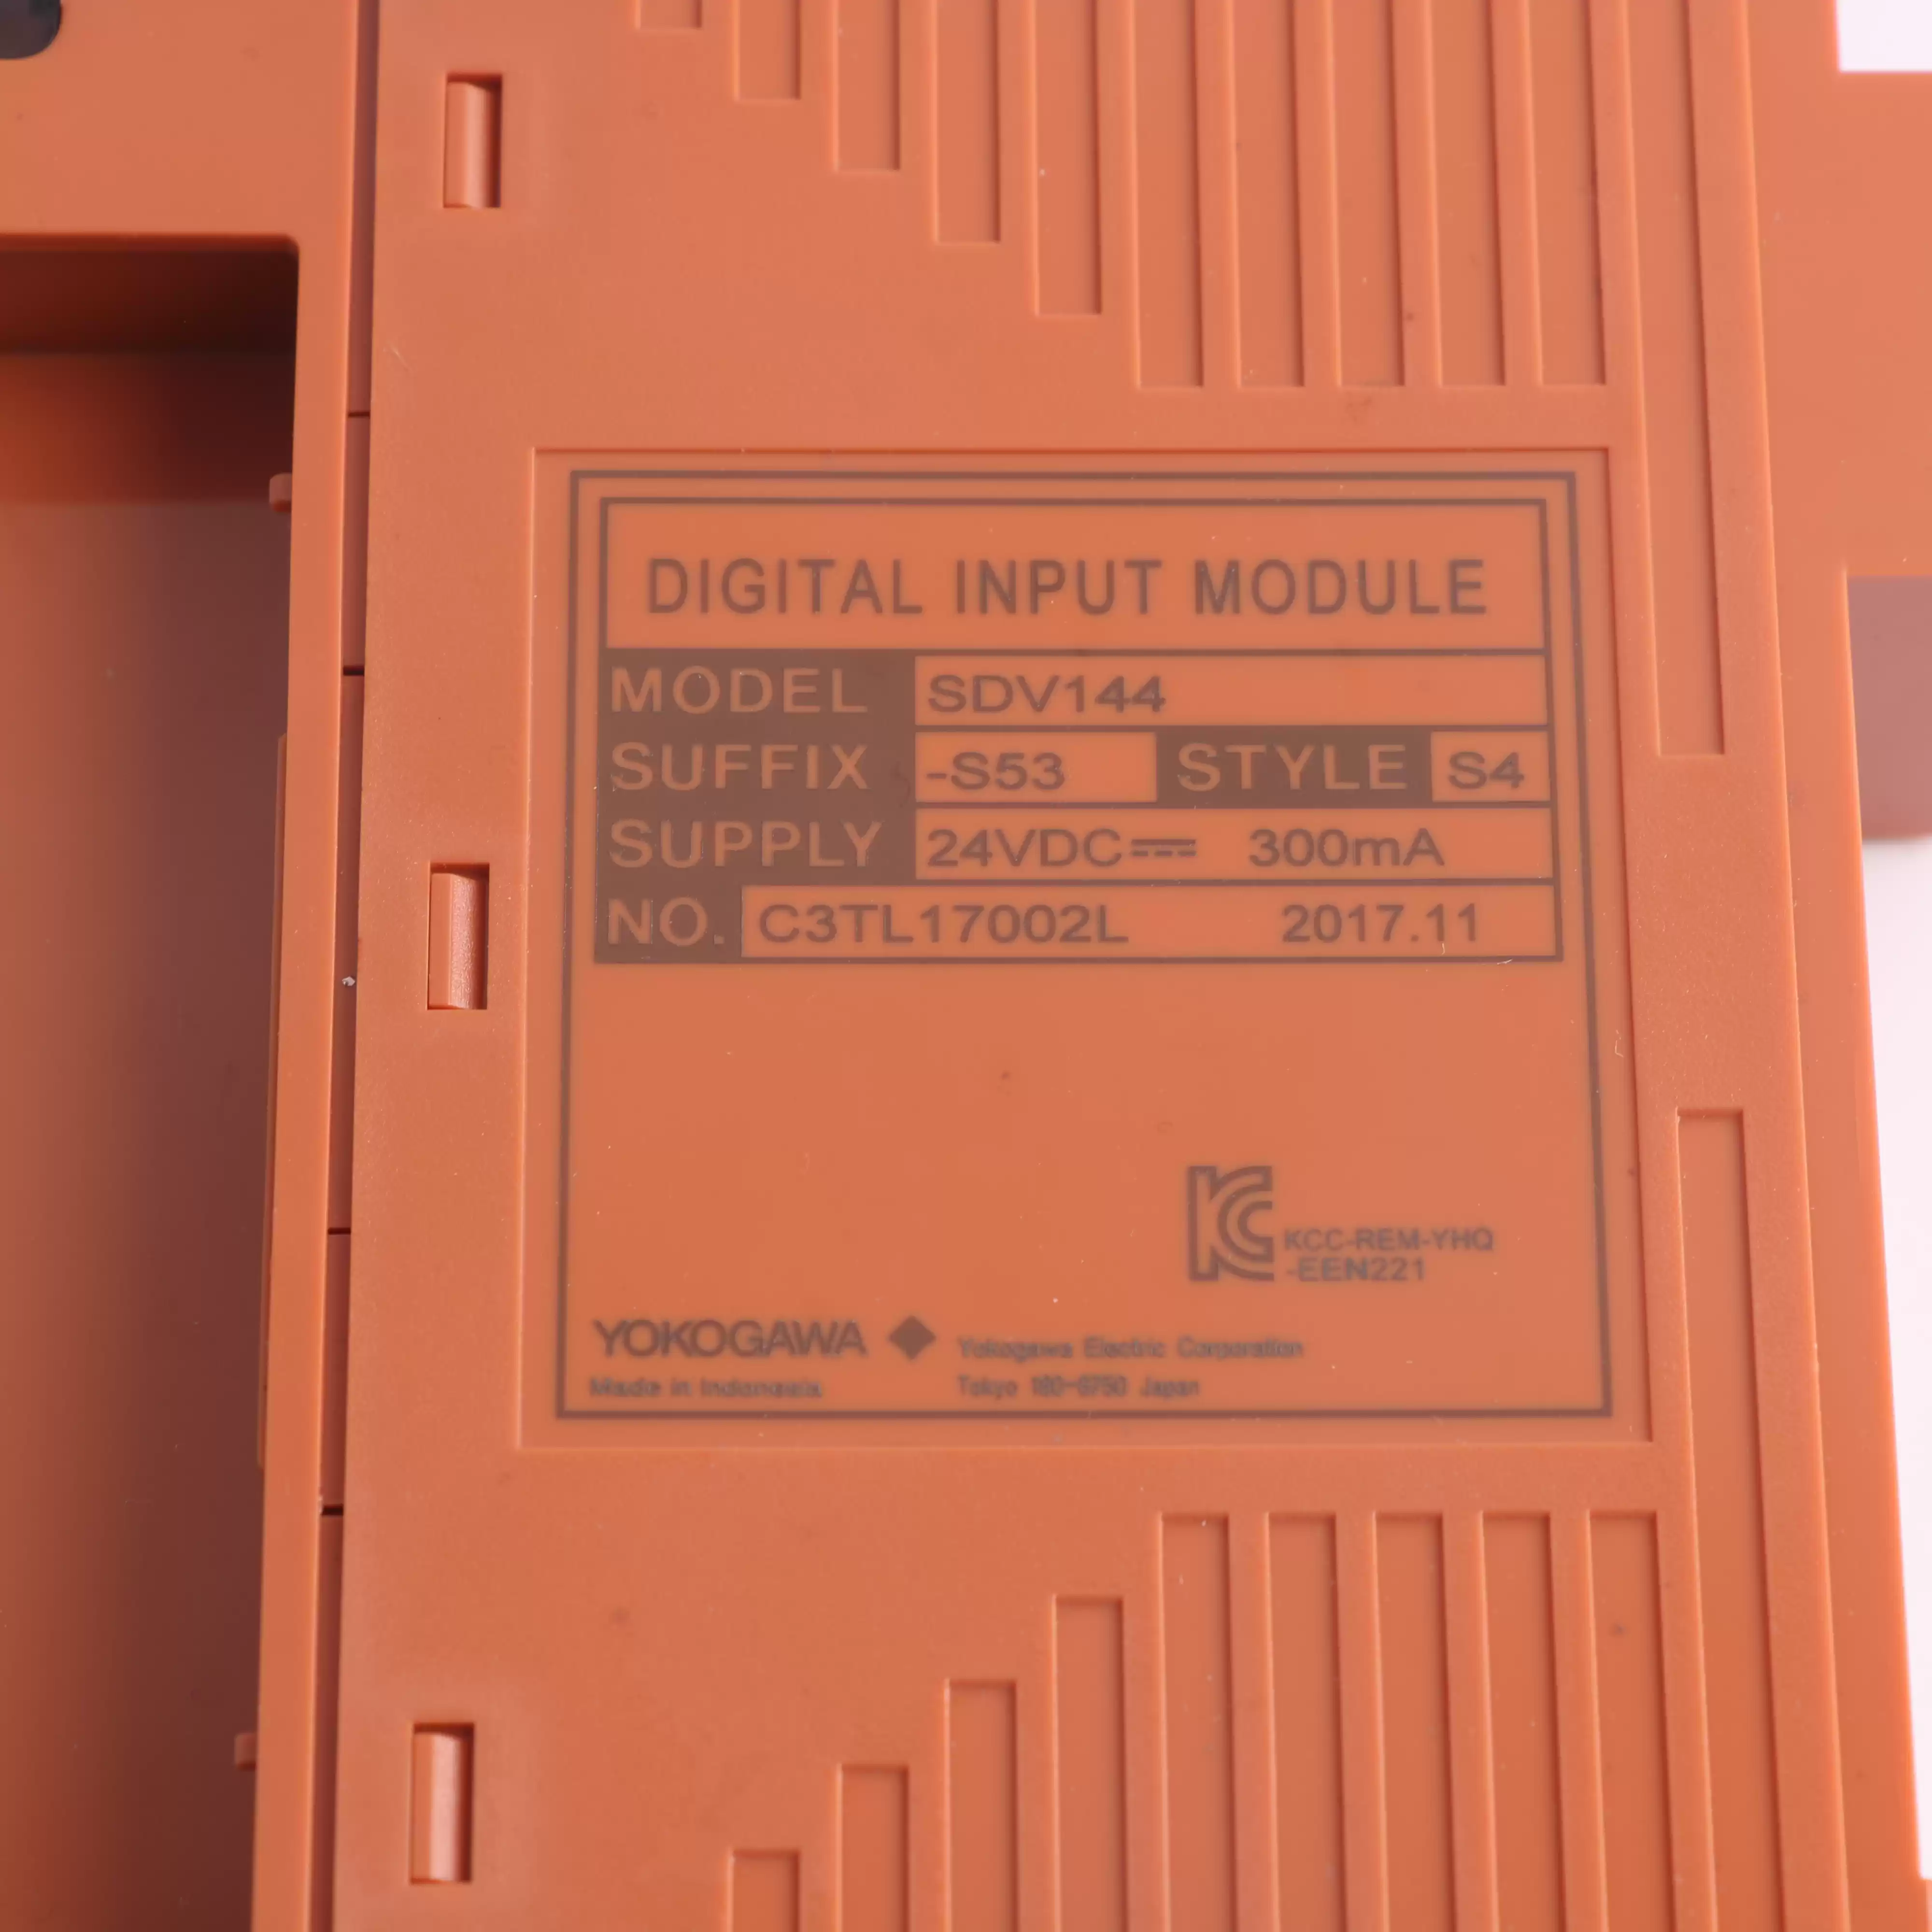 DIGITAL INPUT MODULE
MODEL SDV144
SUFFIX -S53 STYLE S4
SUPPLY 24VDC 300mA
NO. C3TL17002L 2017.11
KCC-REM-YHQ
-EEN221
YOKOGAWA Yokogawa Electric Corporation
Made in Indonesia Tokyo 180-8750 Japan